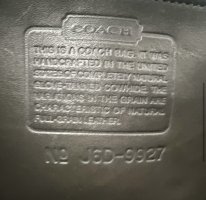 COACH
THIS IS A COACH BAG. IT WAS
HANDCRAFTED IN THE UNITED
STATES OF COMPLETELY NATURAL
GLOVE-TANNED COWHIDE. THE
VARIATIONS IN THE GRAIN ARE
CHARACTERISTIC OF NATURAL
FULL-GRAIN LEATHER.
Nº J6D-9927